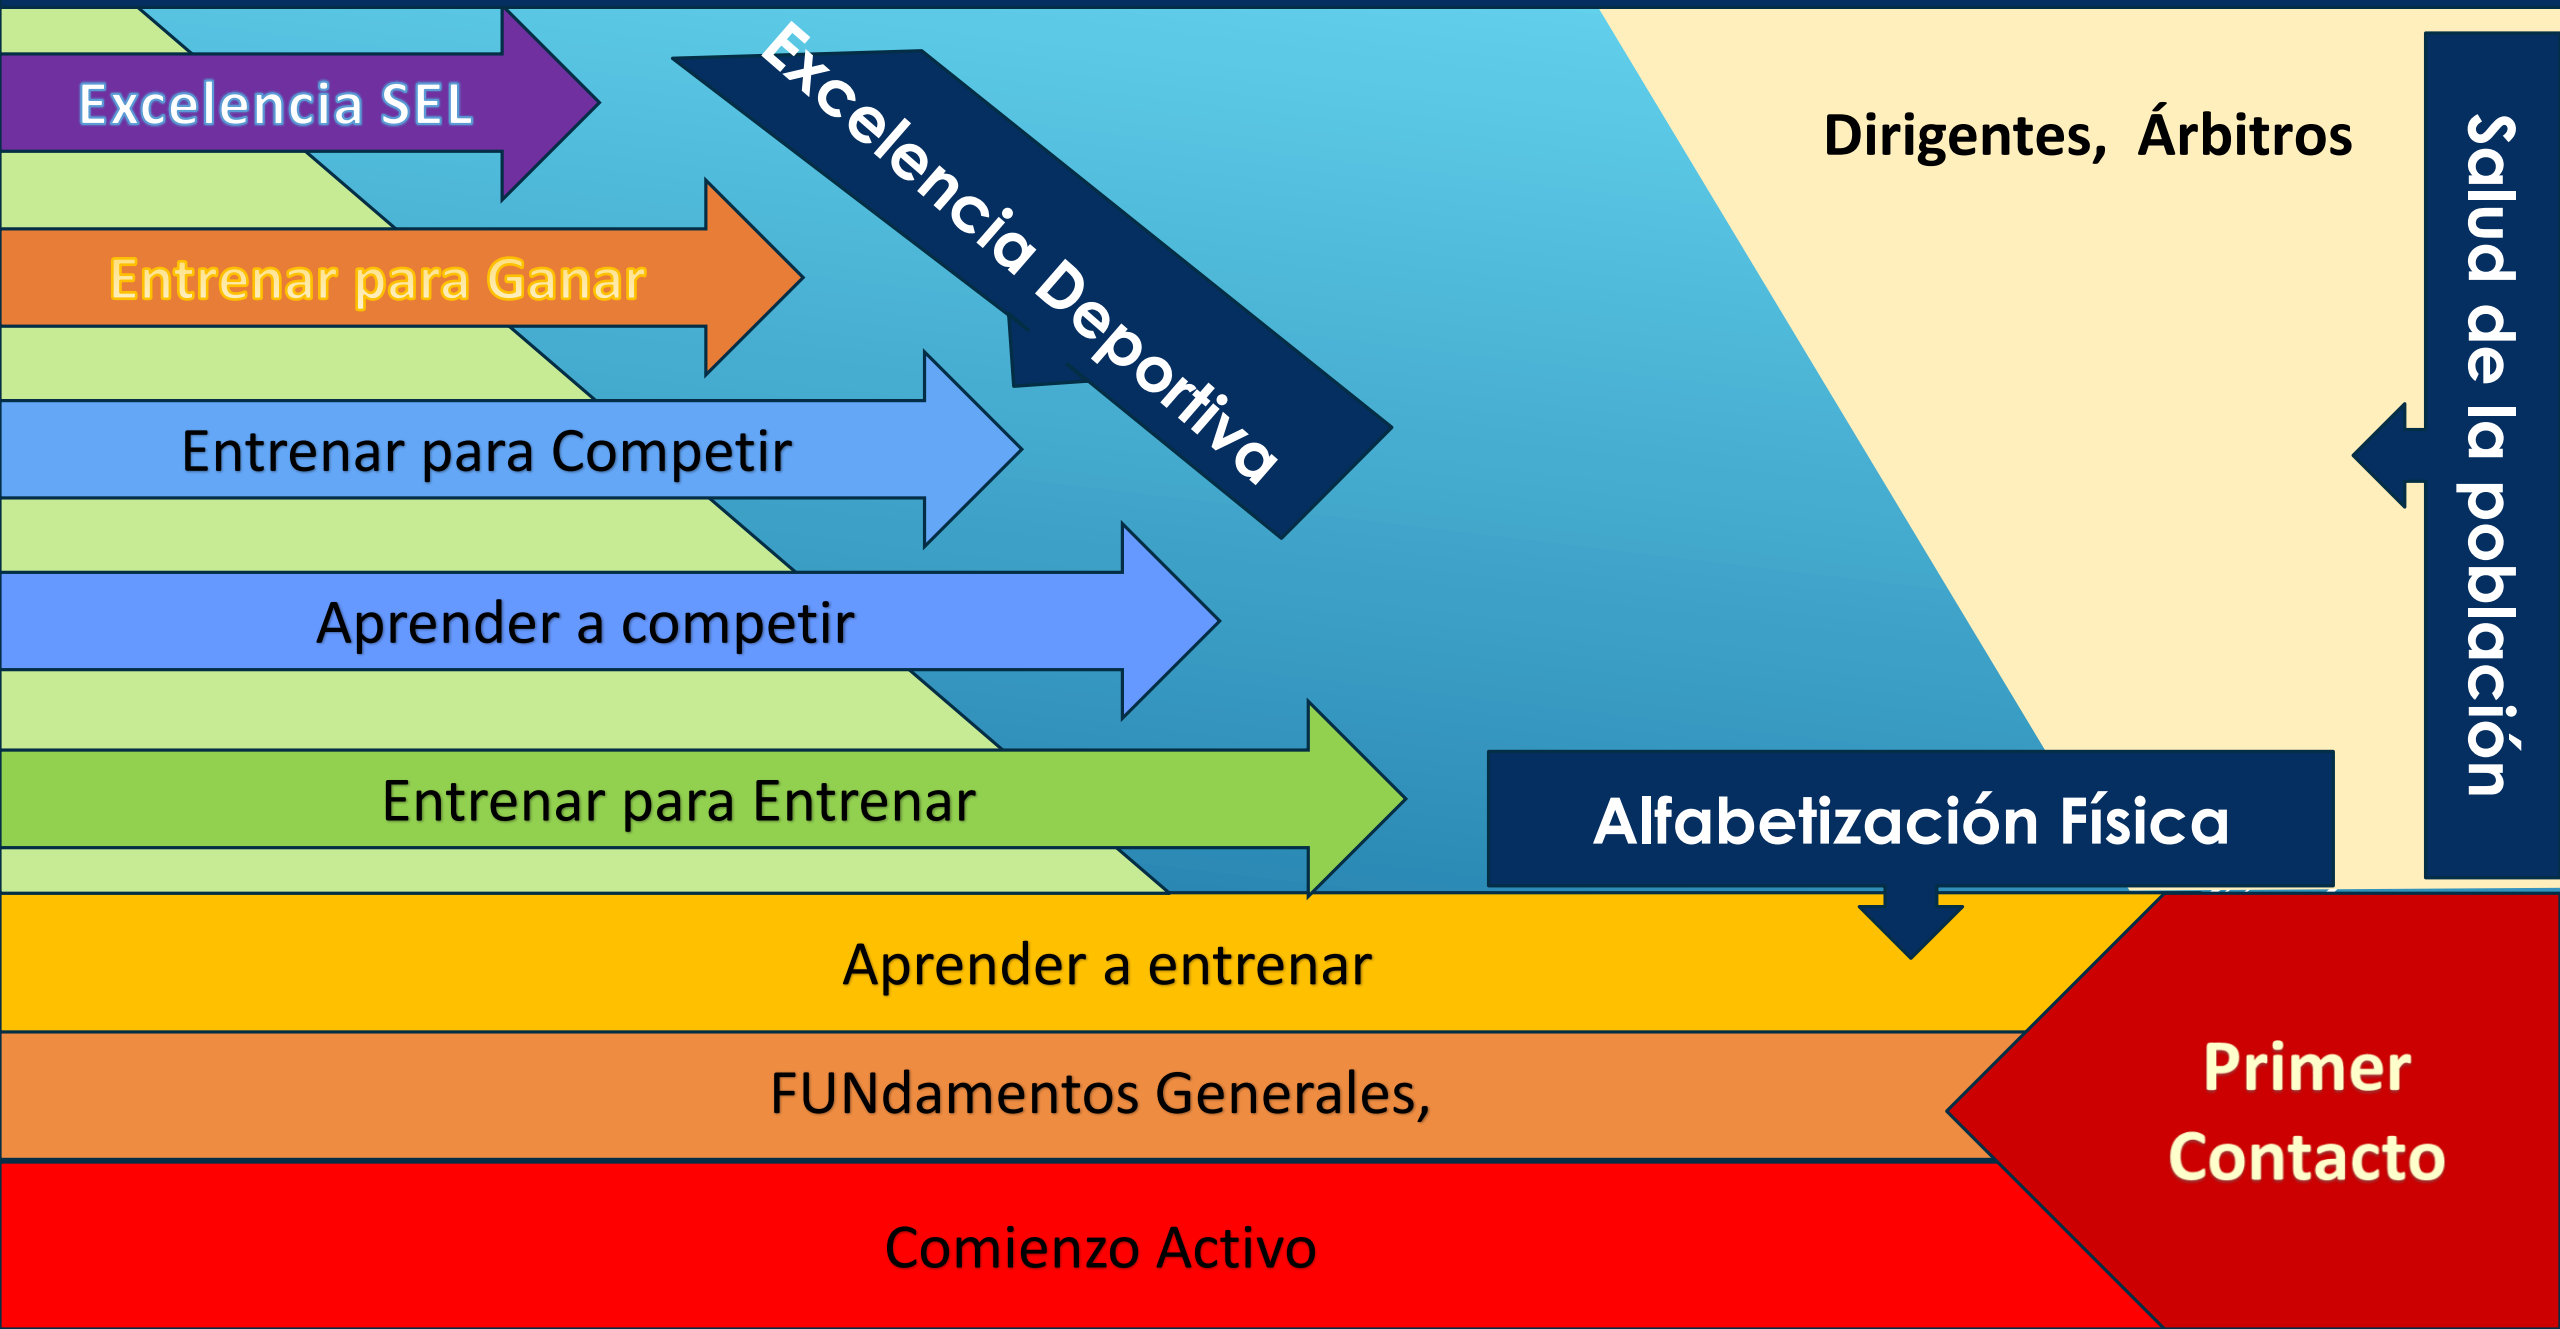 Excelencia SEL
Entrenar para Ganar
Entrenar para Competir
Aprender a competir
Entrenar para Entrenar
Excelencia Deportiva
Dirigentes, Árbitros
Salud de la población
Alfabetización Física
Aprender a entrenar
FUNdamentos Generales,
Comienzo Activo
Primer
Contacto